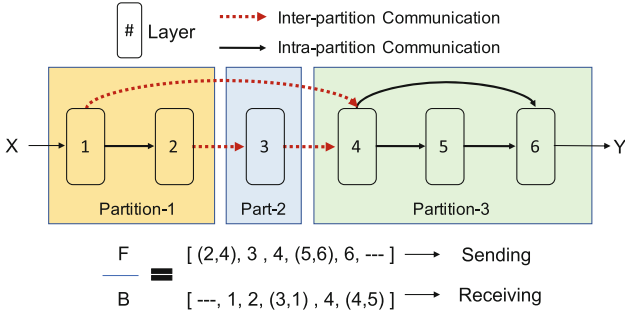 # Layer
Inter-partition Communication
Intra-partition Communication
X 1 2 3 4 5 6 Y
Partition-1 Part-2 Partition-3
F [ (2,4), 3 , 4, (5,6), 6, --- ] Sending
=
B [ ---, 1, 2, (3,1) , 4, (4,5) ] Receiving